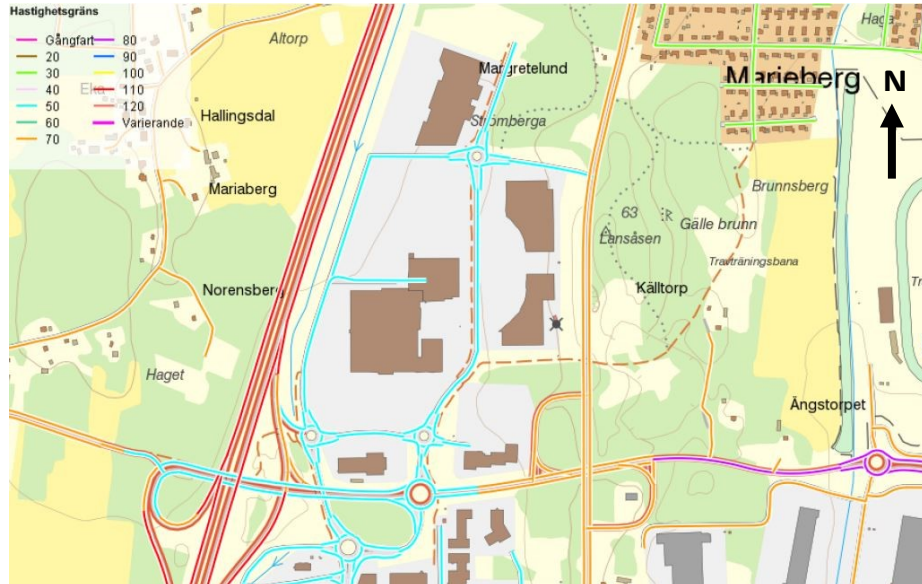 Hastighetsgräns
Gångfart
20
30
40
50
60
70
80
90
100
110
120
Varierande
Altorp
Margretelund
Haga
Marieberg
N
Hallingsdal
Strömberga
Mariaberg
Brunnsberg
63
R
Gälle brunn
Lansåsen
Travträningsbana
Norensberg
Källtorp
Haget
Ängstorpet